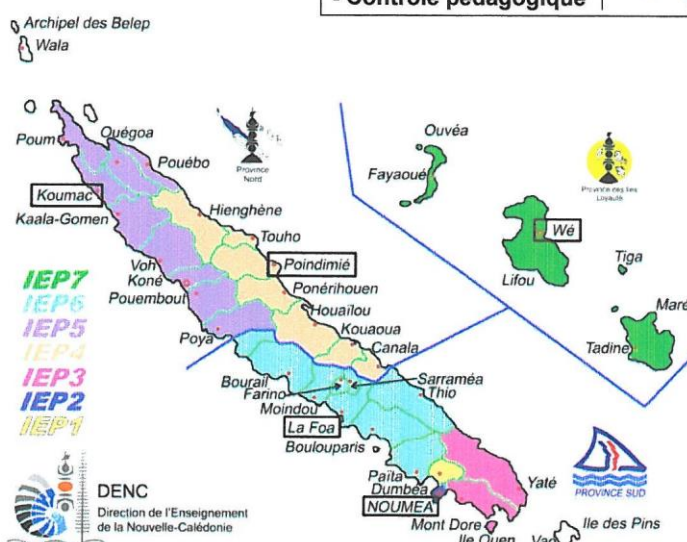 - Contrôle pédagogique
Archipel des Belep
Wala
Ouégoa
Poum
Pouébo
Province
Nord
Ouvéa
Fayaoué
Province des Iles
Loyauté
Koumac
Kaala-Gomen
Hienghène
Touho
Wé
Voh
Koné
Pouembout
Poindimié
Ponérihouen
Lifou
Tiga
Houaïlou
Kouaoua
Canala
Maré
Tadine
Poya
IEP7
IEP6
IEP5
IEP4
IEP3
IEP2
IEP1
Bourail
Farino
Moindou
Sarraméa
Thio
La Foa
Boulouparis
Païta
Dumbéa
NOUMEA
Yaté
PROVINCE SUD
Mont Dore
Ile Ouen
Ile des Pins
DENC
Direction de l'Enseignement
de la Nouvelle-Calédonie